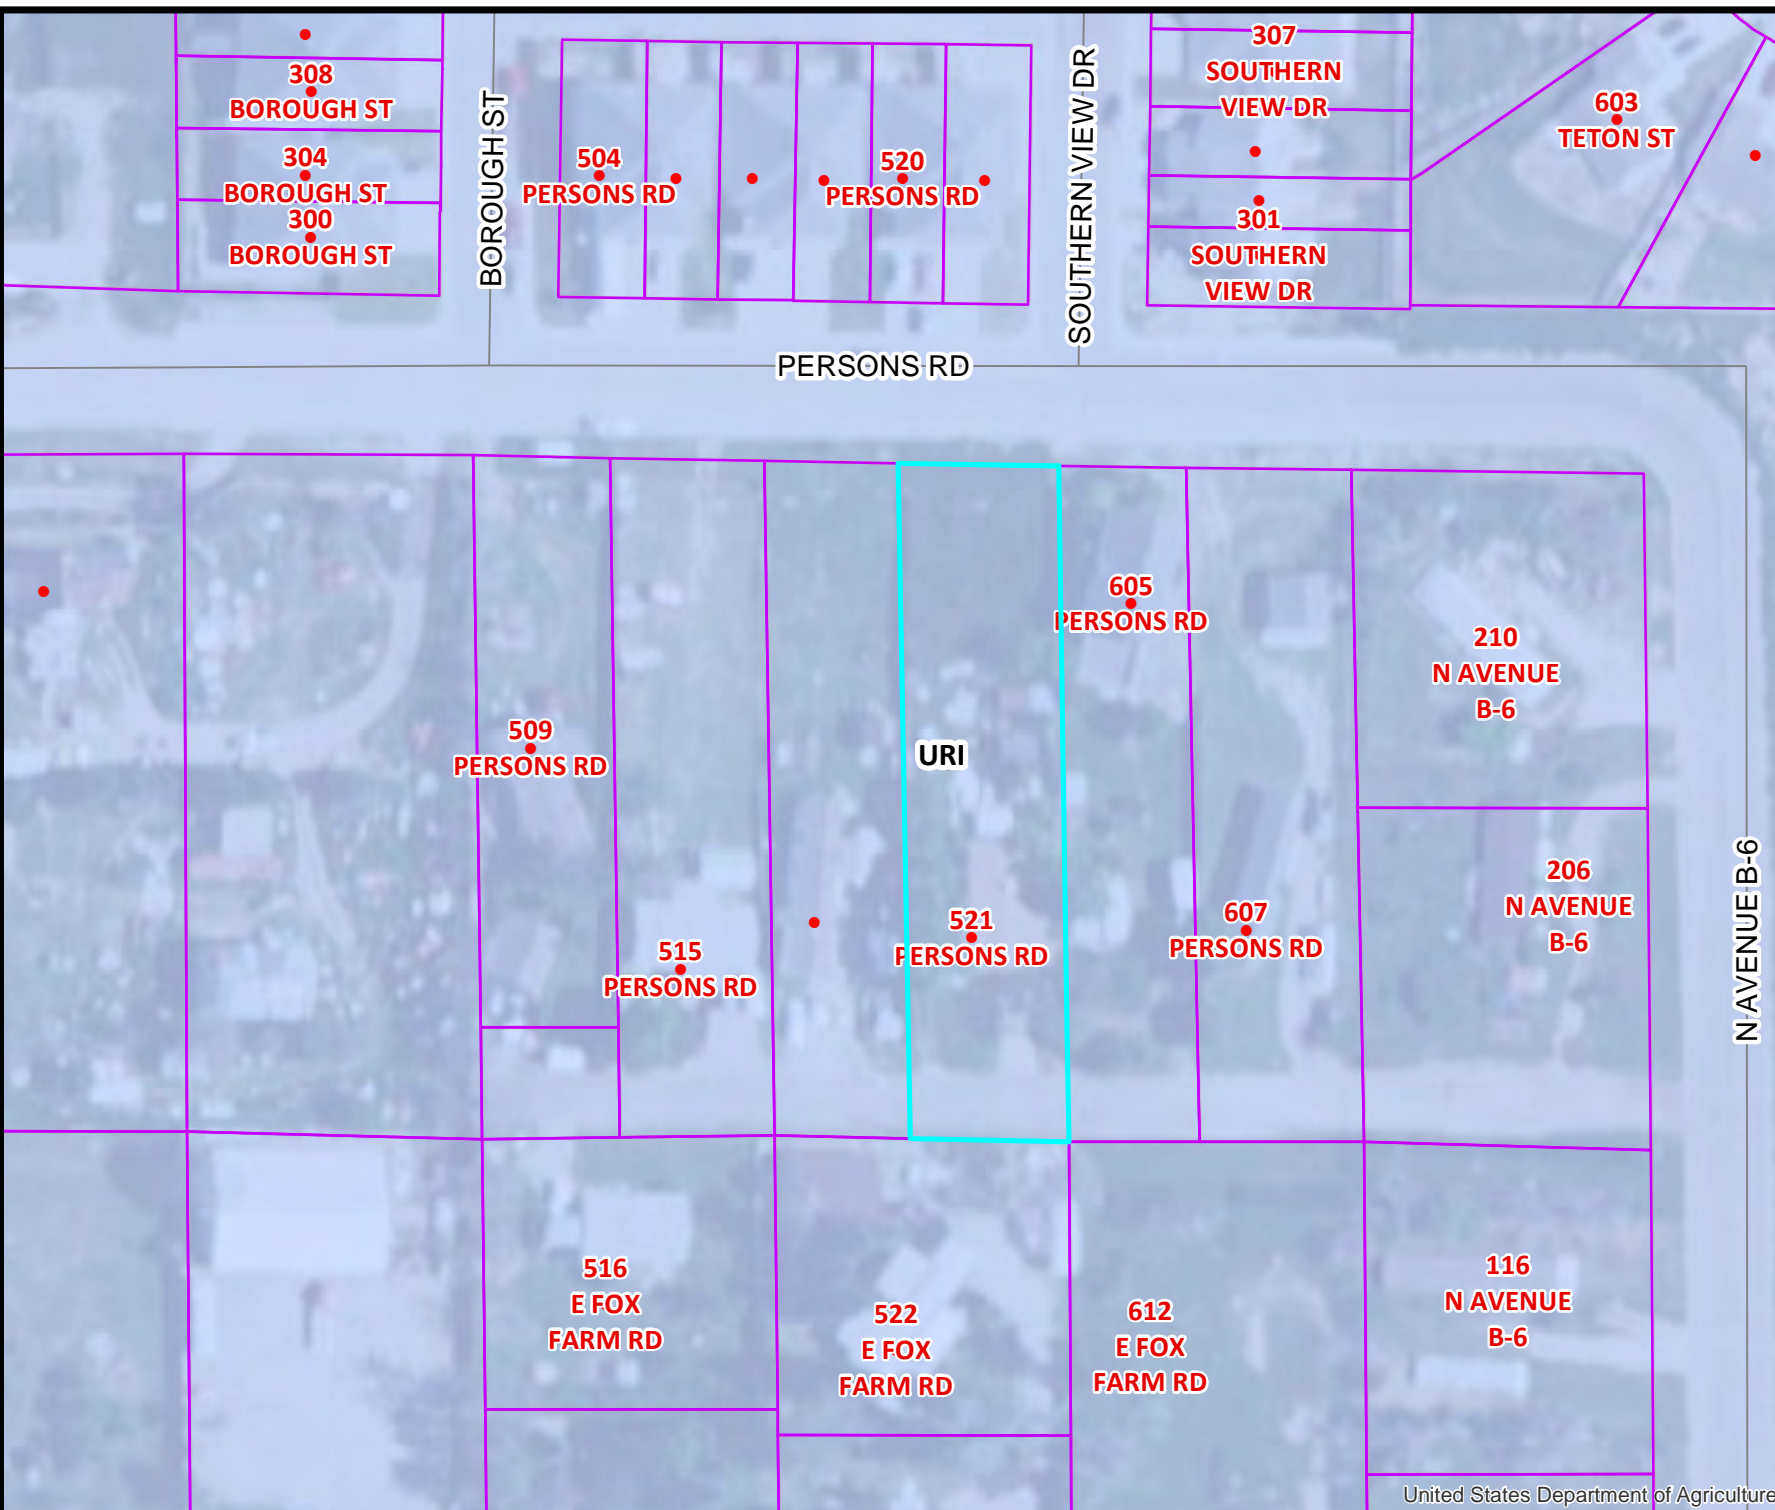 308
BOROUGH ST
304
BOROUGH ST
300
BOROUGH ST
BOROUGH ST
504
PERSONS RD
520
PERSONS RD
SOUTHERN VIEW DR
307
SOUTHERN
VIEW DR
301
SOUTHERN
VIEW DR
603
TETON ST
PERSONS RD
605
PERSONS RD
210
N AVENUE
B-6
509
PERSONS RD
URI
206
N AVENUE
B-6
N AVENUE B-6
515
PERSONS RD
521
PERSONS RD
607
PERSONS RD
516
E FOX
FARM RD
522
E FOX
FARM RD
612
E FOX
FARM RD
116
N AVENUE
B-6
United States Department of Agriculture